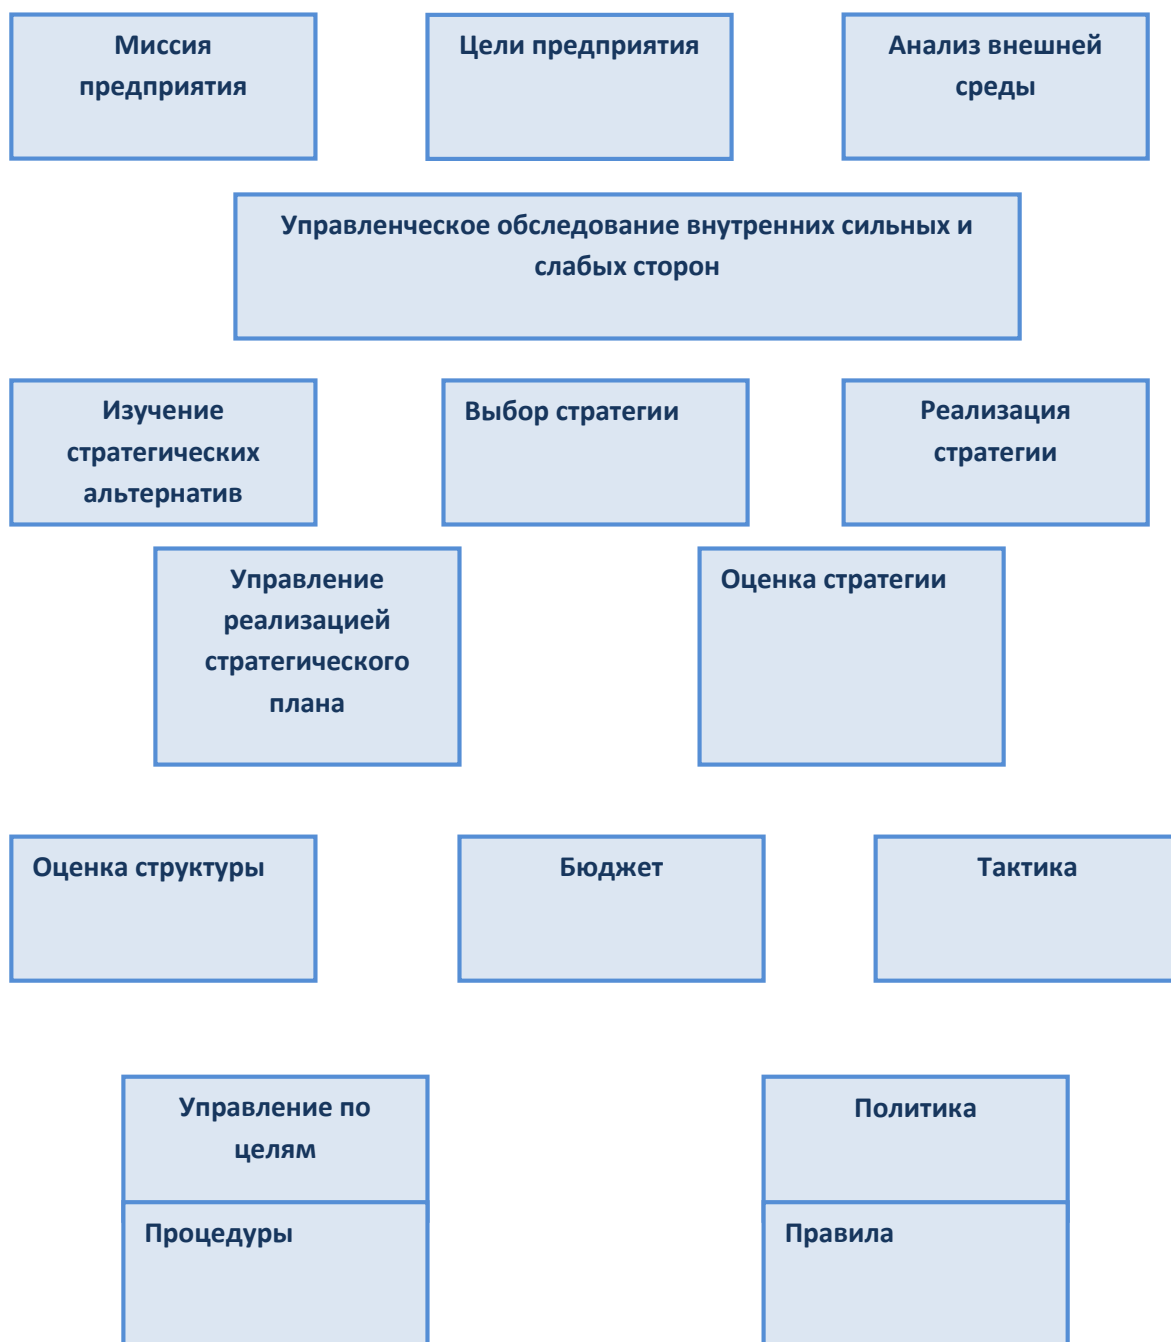 Миссия
предприятия
Цели предприятия
Анализ внешней
среды
Управленческое обследование внутренних сильных и
слабых сторон
Изучение
стратегических
альтернатив
Выбор стратегии
Реализация
стратегии
Управление
реализацией
стратегического
плана
Оценка стратегии
Оценка структуры
Бюджет
Тактика
Управление по
целям
Политика
Процедуры
Правила